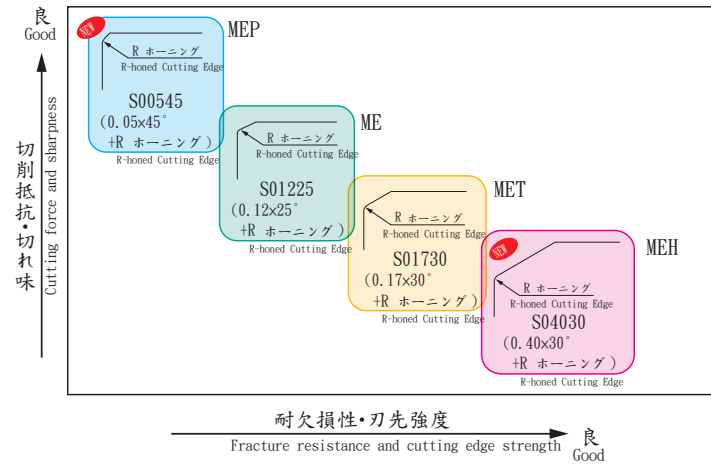 良
Good
切削抵抗・切れ味
Cutting force and sharpness
NEW
MEP
R ホーニング
R-honed Cutting Edge
S00545
(0.05×45°
+R ホーニング)
R-honed Cutting Edge
ME
R ホーニング
R-honed Cutting Edge
S01225
(0.12×25°
+R ホーニング)
R-honed Cutting Edge
MET
R ホーニング
R-honed Cutting Edge
S01730
(0.17×30°
+R ホーニング)
R-honed Cutting Edge
NEW
MEH
R ホーニング
R-honed Cutting Edge
S04030
(0.40×30°
+R ホーニング)
R-honed Cutting Edge
耐欠損性・刃先強度
Fracture resistance and cutting edge strength
良
Good